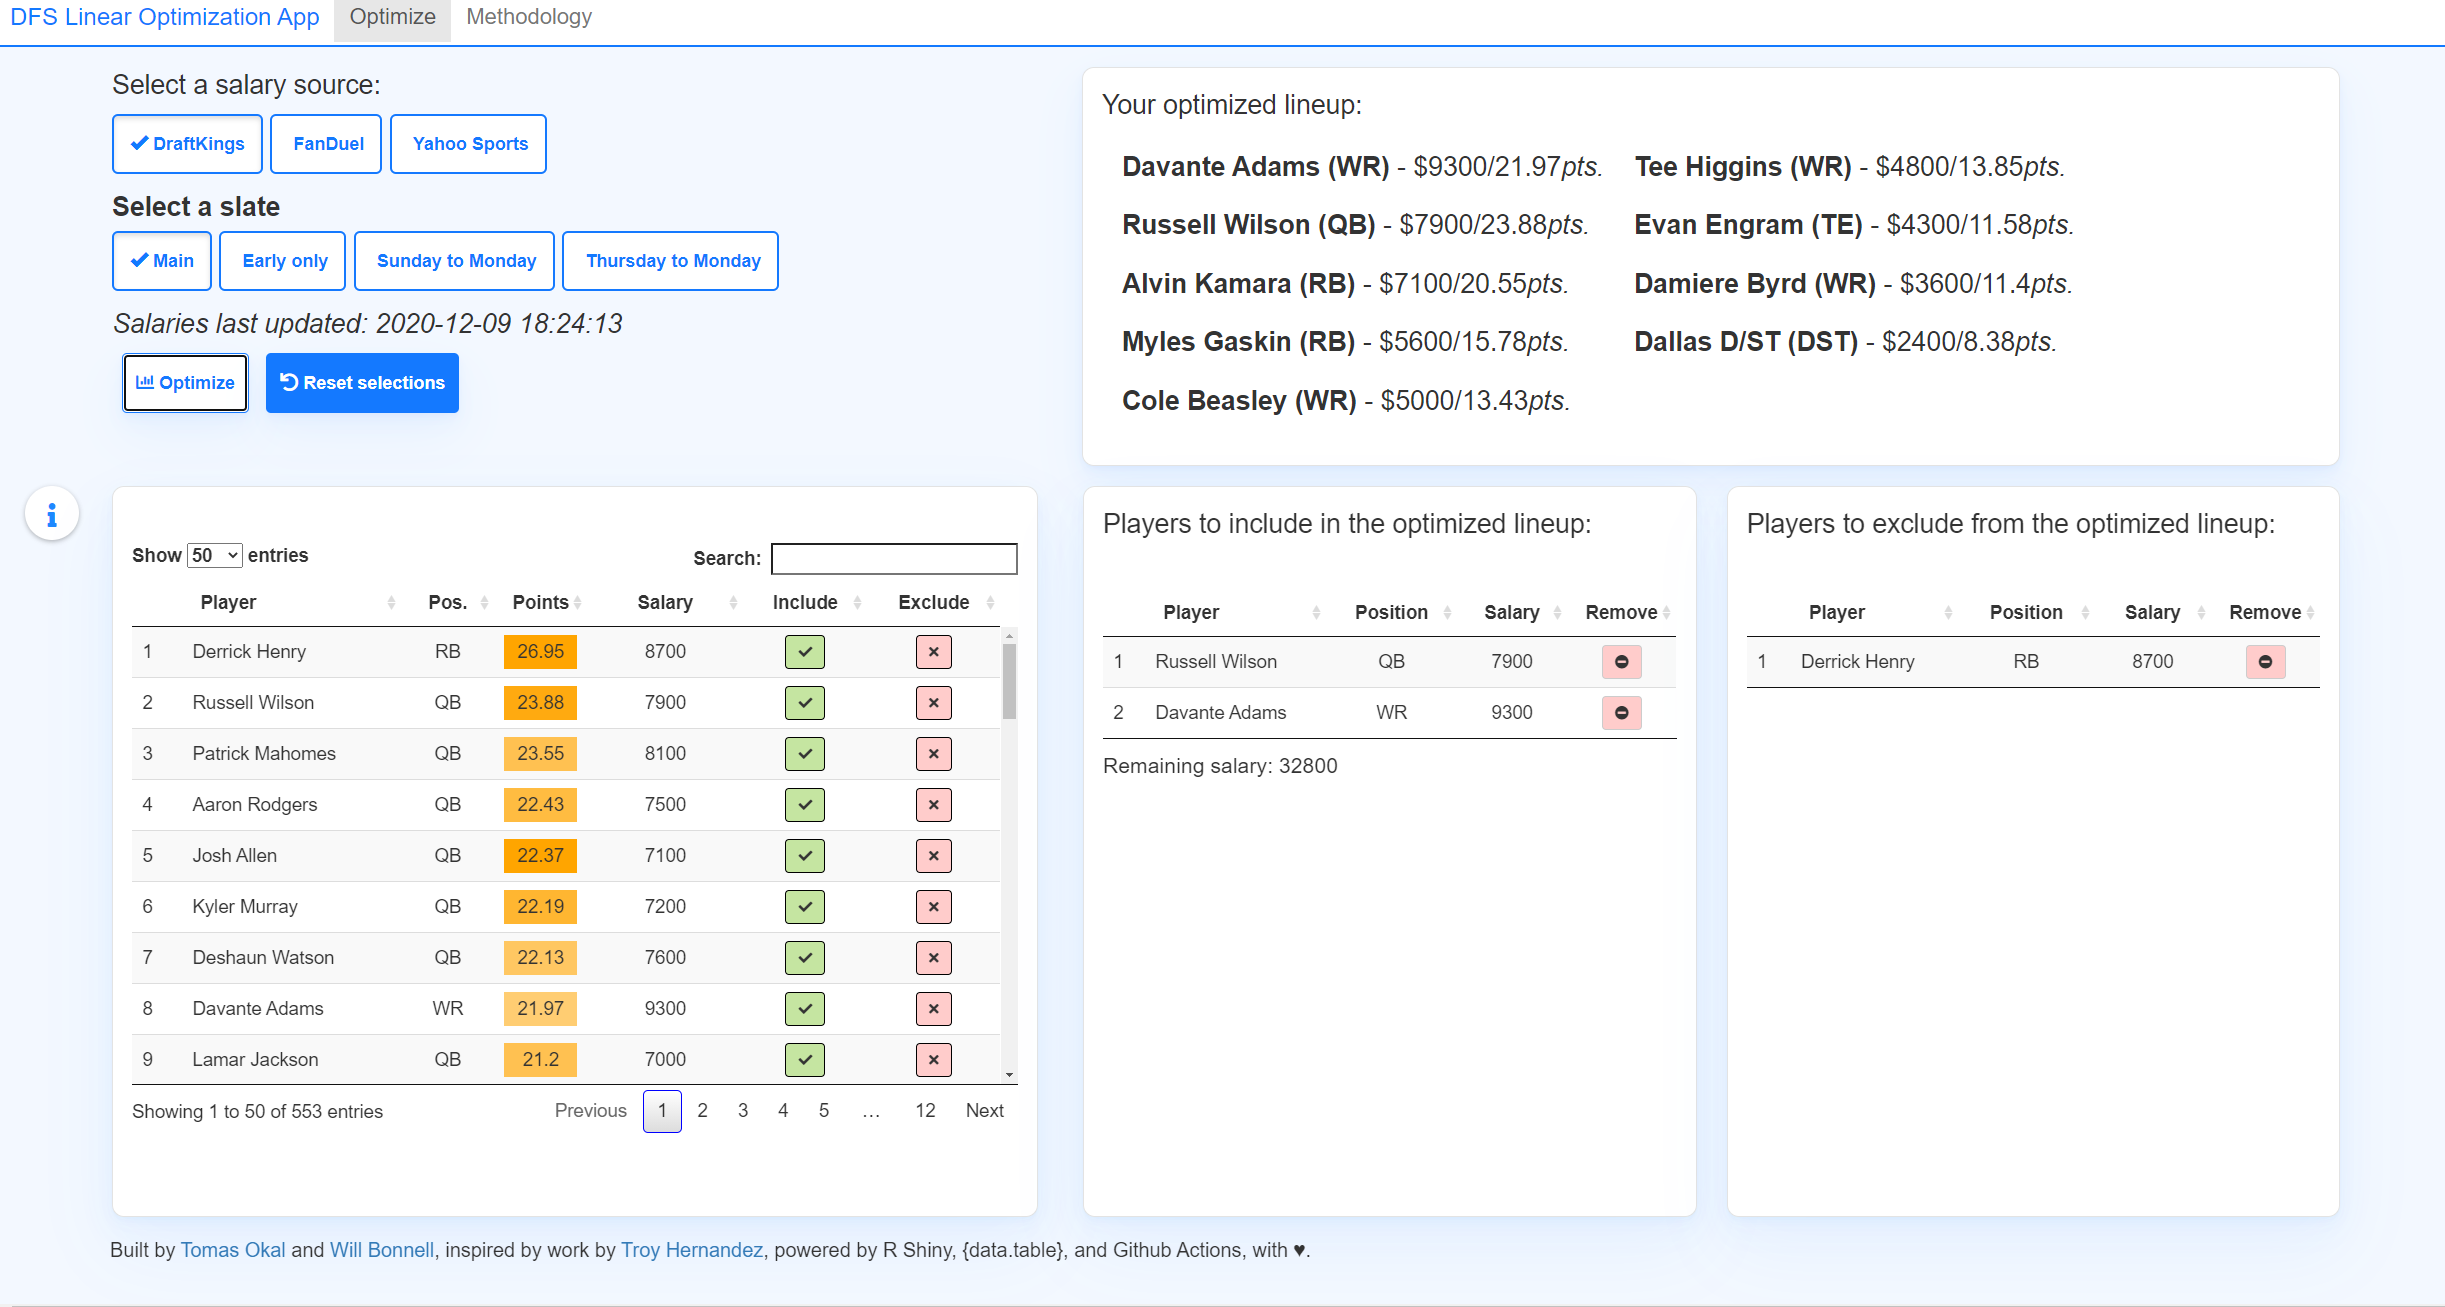 DFS Linear Optimization App Optimize Methodology
Select a salary source:
DraftKings FanDuel Yahoo Sports
Select a slate
Main Early only Sunday to Monday Thursday to Monday
Salaries last updated: 2020-12-09 18:24:13
Optimize Reset selections
Your optimized lineup:
Davante Adams (WR) - $9300/21.97pts.
Russell Wilson (QB) - $7900/23.88pts.
Alvin Kamara (RB) - $7100/20.55pts.
Myles Gaskin (RB) - $5600/15.78pts.
Cole Beasley (WR) - $5000/13.43pts.
Tee Higgins (WR) - $4800/13.85pts.
Evan Engram (TE) - $4300/11.58pts.
Damiere Byrd (WR) - $3600/11.4pts.
Dallas D/ST (DST) - $2400/8.38pts.
Show 50 entries Search:
Player Pos. Points Salary Include Exclude
1 Derrick Henry RB 26.95 8700
2 Russell Wilson QB 23.88 7900
3 Patrick Mahomes QB 23.55 8100
4 Aaron Rodgers QB 22.43 7500
5 Josh Allen QB 22.37 7100
6 Kyler Murray QB 22.19 7200
7 Deshaun Watson QB 22.13 7600
8 Davante Adams WR 21.97 9300
9 Lamar Jackson QB 21.2 7000
Showing 1 to 50 of 553 entries Previous 1 2 3 4 5 … 12 Next
Players to include in the optimized lineup:
Player Position Salary Remove
1 Russell Wilson QB 7900
2 Davante Adams WR 9300
Remaining salary: 32800
Players to exclude from the optimized lineup:
Player Position Salary Remove
1 Derrick Henry RB 8700
Built by Tomas Okal and Will Bonnell, inspired by work by Troy Hernandez, powered by R Shiny, {data.table}, and Github Actions, with ♥.